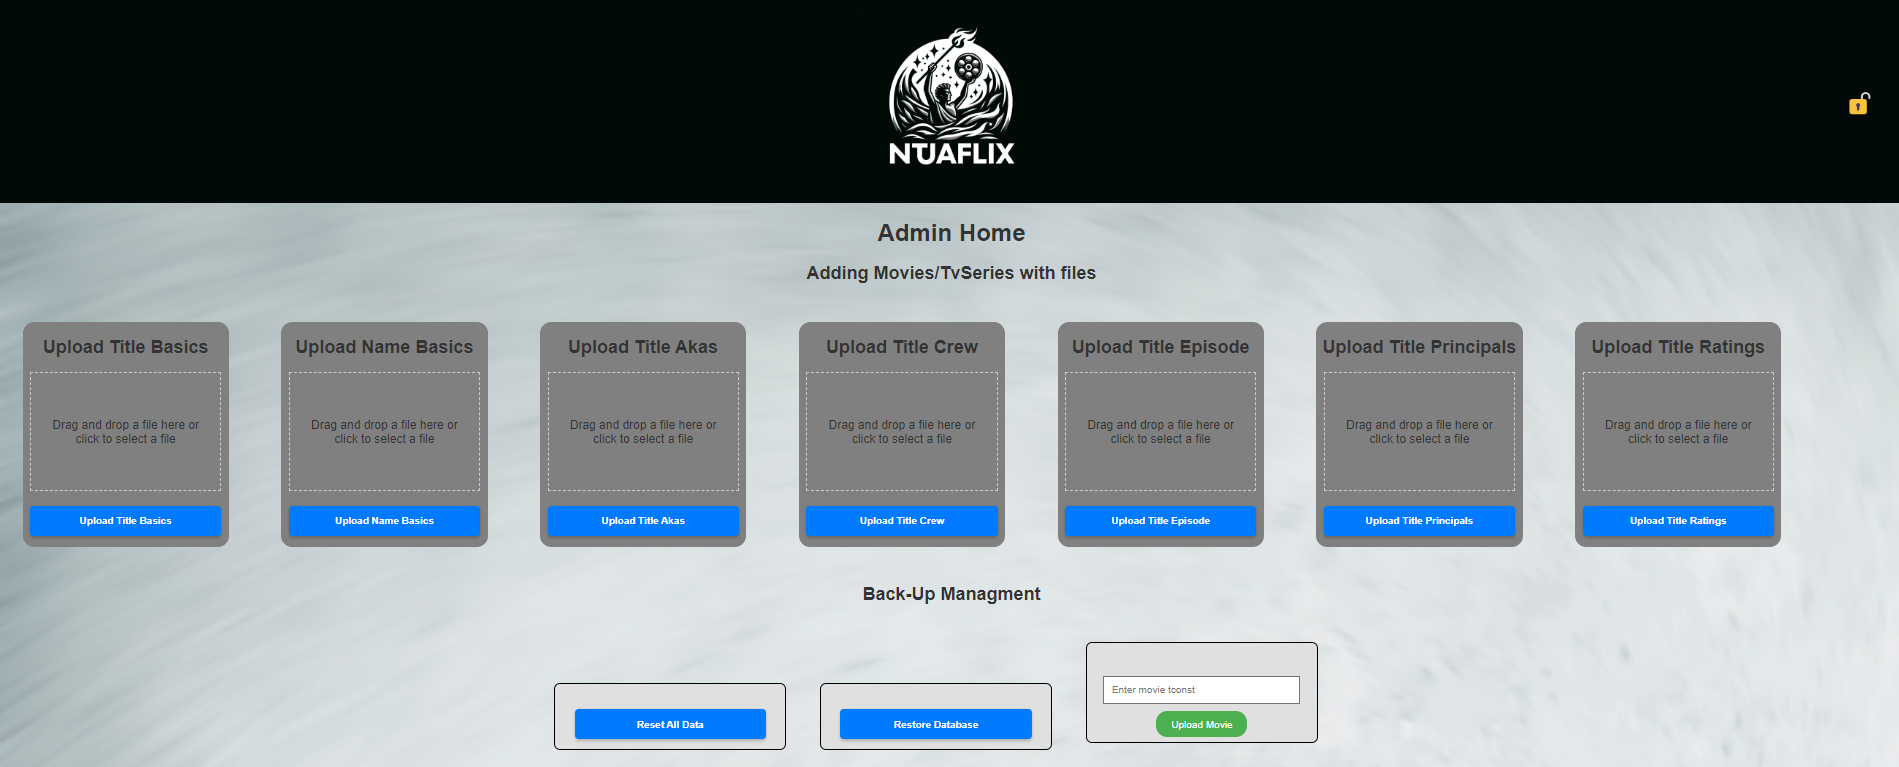 NTUAFLIX
Admin Home
Adding Movies/TvSeries with files
Upload Title Basics
Drag and drop a file here or
click to select a file
Upload Title Basics
Upload Name Basics
Drag and drop a file here or
click to select a file
Upload Name Basics
Upload Title Akas
Drag and drop a file here or
click to select a file
Upload Title Akas
Upload Title Crew
Drag and drop a file here or
click to select a file
Upload Title Crew
Upload Title Episode
Drag and drop a file here or
click to select a file
Upload Title Episode
Upload Title Principals
Drag and drop a file here or
click to select a file
Upload Title Principals
Upload Title Ratings
Drag and drop a file here or
click to select a file
Upload Title Ratings
Back-Up Managment
Reset All Data
Restore Database
Enter movie tconst
Upload Movie